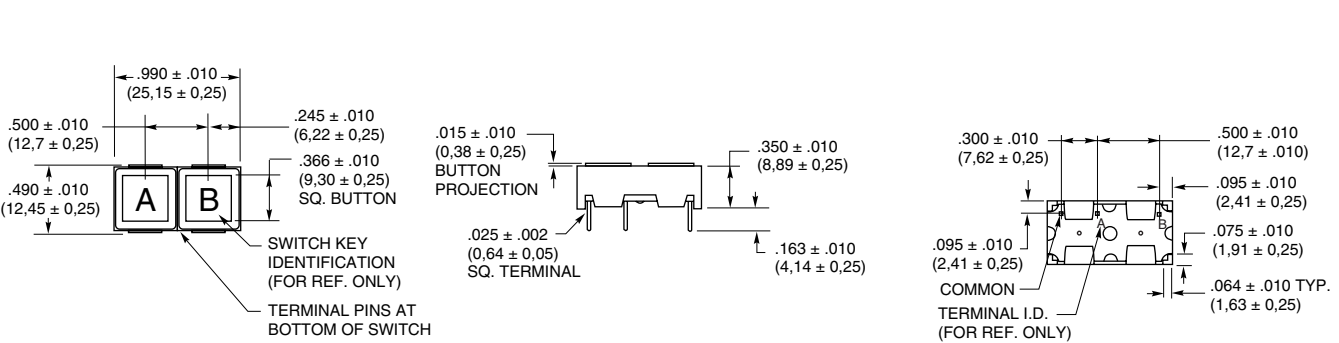 .990 ± .010
(25,15 ± 0,25)
.500 ± .010
(12,7 ± 0,25)
.245 ± .010
(6,22 ± 0,25)
.366 ± .010
(9,30 ± 0,25)
SQ. BUTTON
.490 ± .010
(12,45 ± 0,25)
A
B
SWITCH KEY
IDENTIFICATION
(FOR REF. ONLY)
TERMINAL PINS AT
BOTTOM OF SWITCH
.015 ± .010
(0,38 ± 0,25)
BUTTON
PROJECTION
.350 ± .010
(8,89 ± 0,25)
.025 ± .002
(0,64 ± 0,05)
SQ. TERMINAL
.163 ± .010
(4,14 ± 0,25)
.300 ± .010
(7,62 ± 0,25)
.500 ± .010
(12,7 ± .010)
.095 ± .010
(2,41 ± 0,25)
A
B
.095 ± .010
(2,41 ± 0,25)
.075 ± .010
(1,91 ± 0,25)
COMMON
.064 ± .010 TYP.
(1,63 ± 0,25)
TERMINAL I.D.
(FOR REF. ONLY)